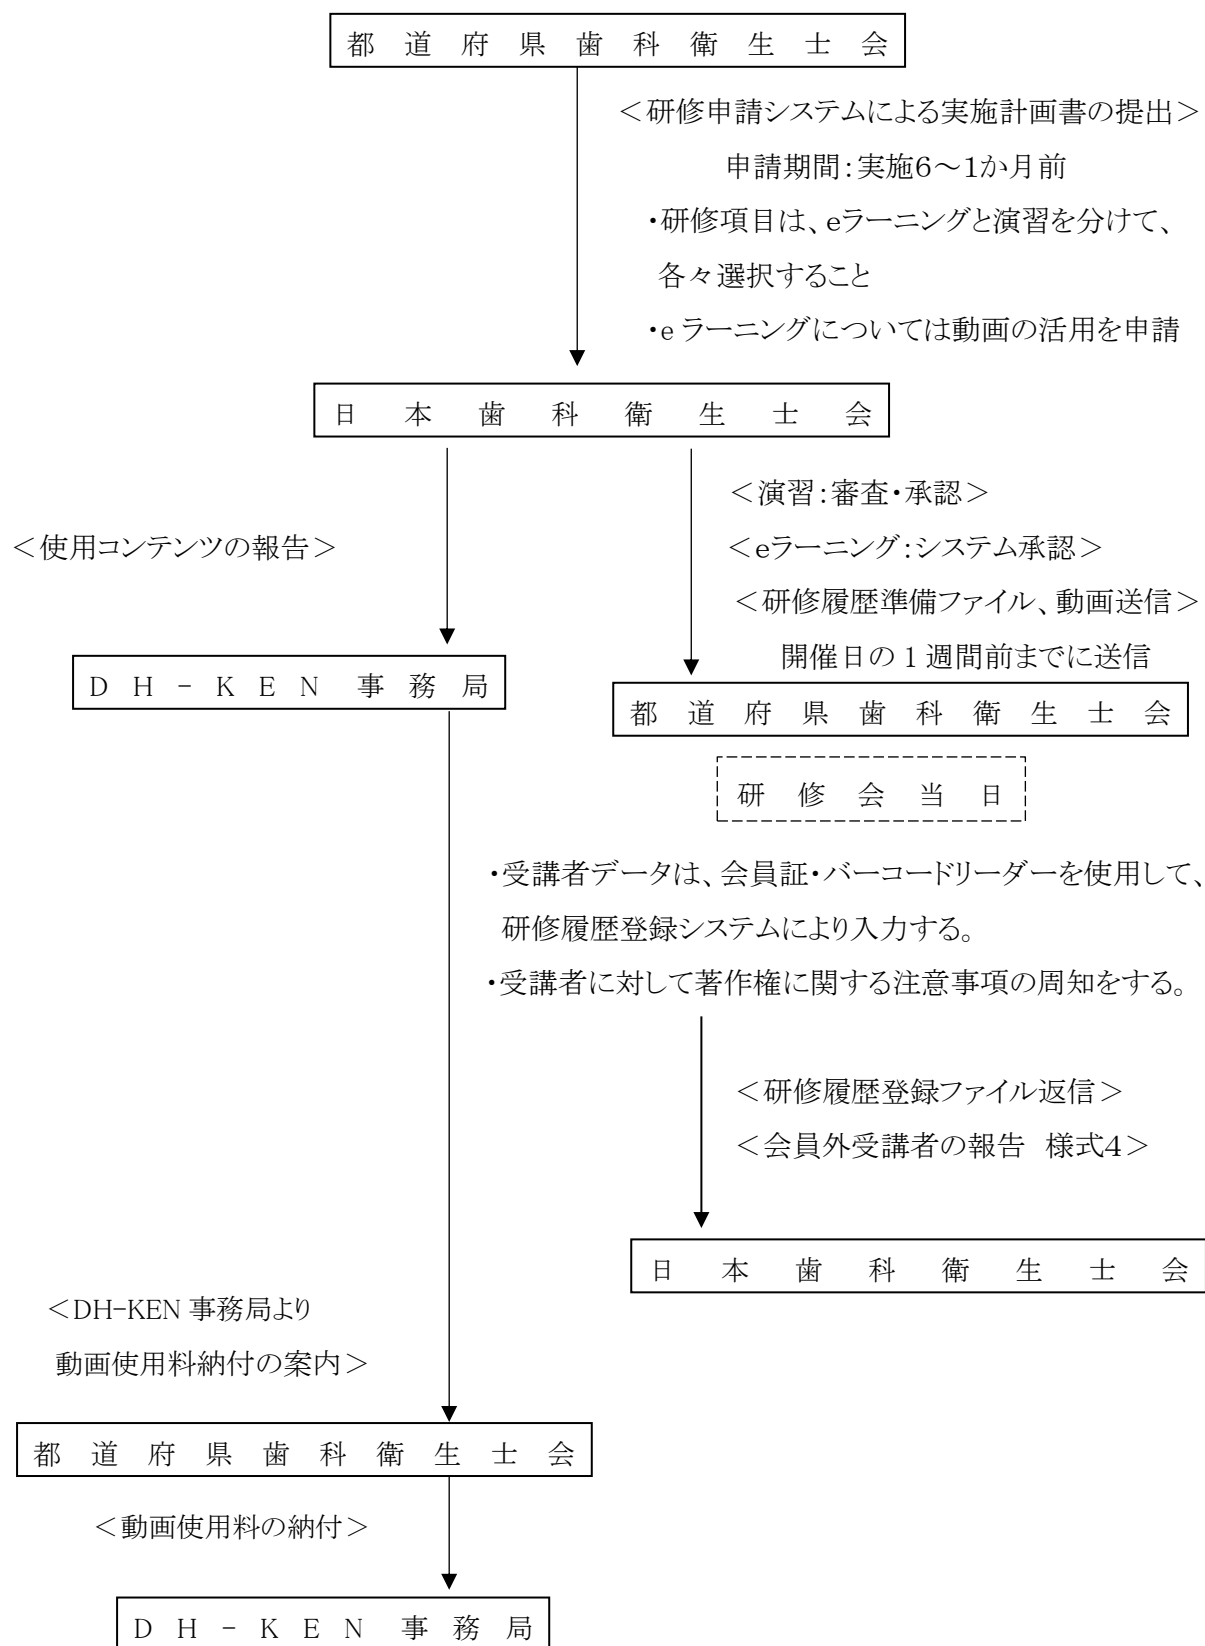 都道府県歯科衛生士会
＜研修申請システムによる実施計画書の提出＞
申請期間：実施６～１か月前
・研修項目は、eラーニングと演習を分けて、
各々選択すること
・e ラーニングについては動画の活用を申請
日本歯科衛生士会
＜演習：審査・承認＞
＜使用コンテンツの報告＞
＜eラーニング：システム承認＞
＜研修履歴準備ファイル、動画送信＞
開催日の 1 週間前までに送信
DH-KEN 事務局
都道府県歯科衛生士会
研修会当日
・受講者データは、会員証・バーコードリーダーを使用して、
研修履歴登録システムにより入力する。
・受講者に対して著作権に関する注意事項の周知をする。
＜研修履歴登録ファイル返信＞
＜会員外受講者の報告　様式４＞
日本歯科衛生士会
＜DH-KEN 事務局より
動画使用料納付の案内＞
都道府県歯科衛生士会
＜動画使用料の納付＞
DH-KEN 事務局